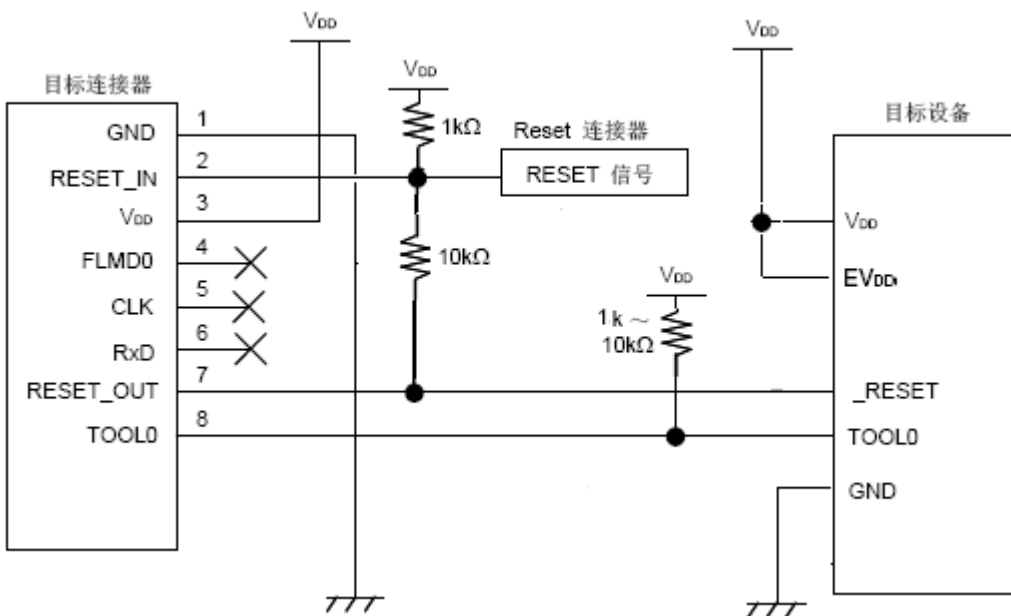 VDD
VDD
VDD
目标连接器
1kΩ
Reset 连接器
目标设备
GND
1
RESET_IN
2
RESET 信号
VDD
3
VDD
FLMD0
4
10kΩ
VDD
EVDD
CLK
5
1k ～
10kΩ
RxD
6
RESET_OUT
7
_RESET
TOOL0
8
TOOL0
GND